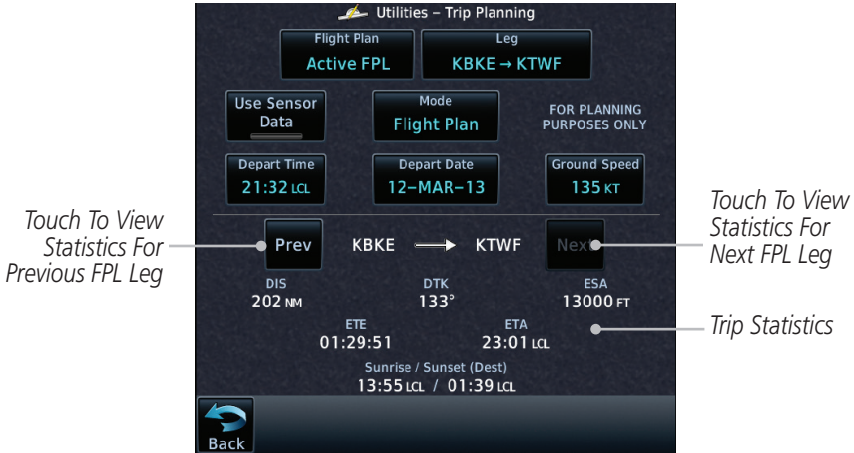 Utilities – Trip Planning
Flight Plan
Active FPL
Leg
KBKE → KTWF
Use Sensor
Data
Mode
Flight Plan
FOR PLANNING
PURPOSES ONLY
Depart Time
21:32 LCL
Depart Date
12–MAR–13
Ground Speed
135 KT
Touch To View
Statistics For
Previous FPL Leg
Prev
KBKE → KTWF
Next
Touch To View
Statistics For
Next FPL Leg
DIS
202 NM
DTK
133°
ESA
13000 FT
ETE
01:29:51
ETA
23:01 LCL
Trip Statistics
Sunrise / Sunset (Dest)
13:55 LCL / 01:39 LCL
Back